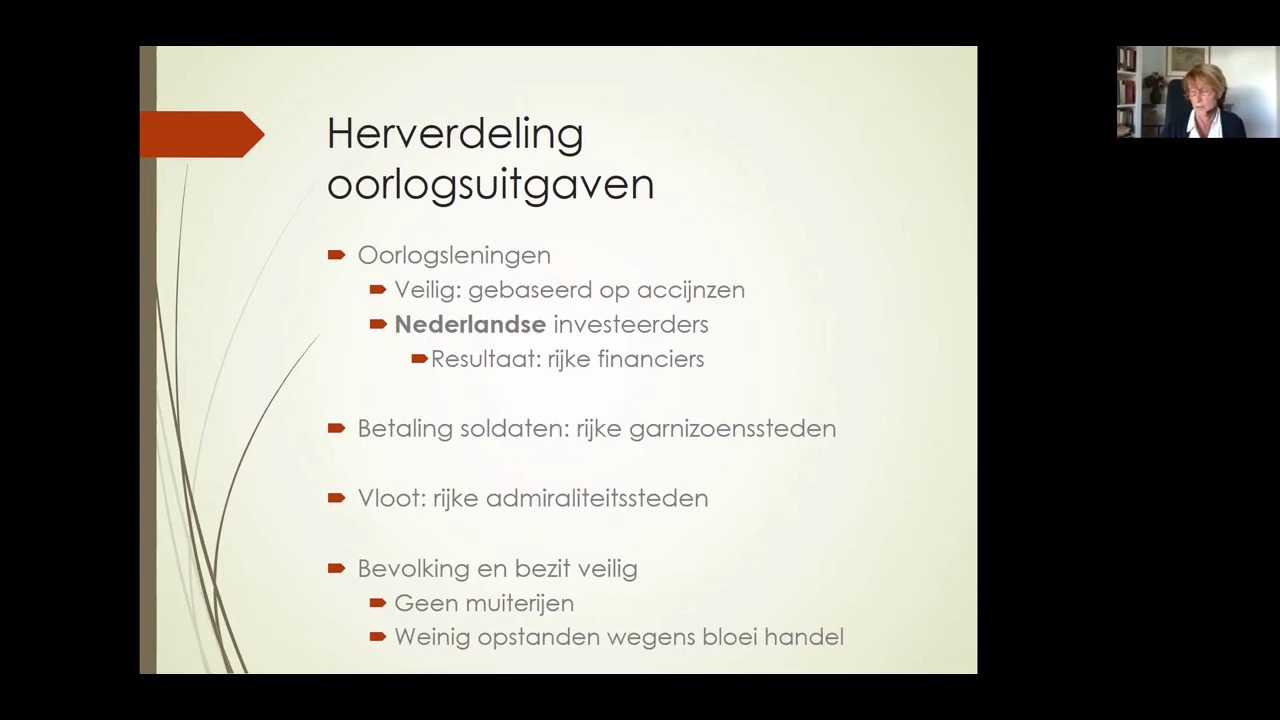 Herverdeling
oorlogsuitgaven
Oorlogsleningen
Veilig: gebaseerd op accijnzen
Nederlandse investeerders
Resultaat: rijke financiers
Betaling soldaten: rijke garnizoenssteden
Vloot: rijke admiraliteitssteden
Bevolking en bezit veilig
Geen muiterijen
Weinig opstanden wegens bloei handel